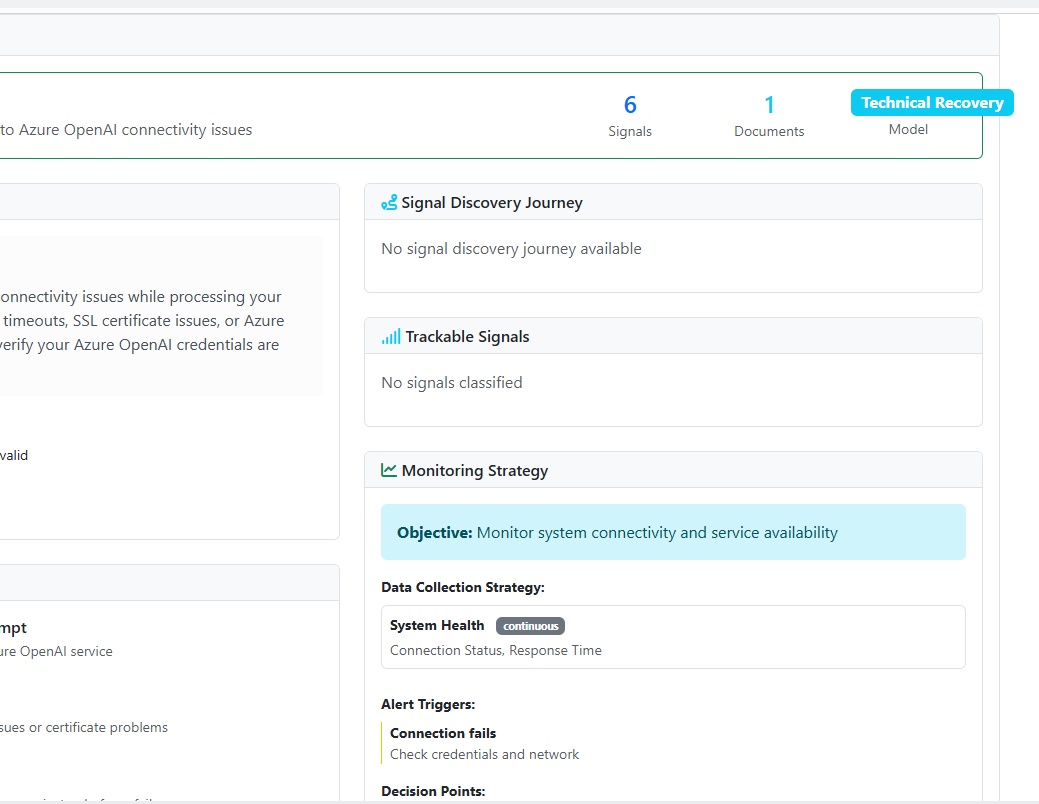 to Azure OpenAI connectivity issues
6
Signals
1
Documents
Technical Recovery
Model
onnectivity issues while processing your
timeouts, SSL certificate issues, or Azure
verify your Azure OpenAI credentials are
valid
mpt
ure OpenAI service
sues or certificate problems
Signal Discovery Journey
No signal discovery journey available
Trackable Signals
No signals classified
Monitoring Strategy
Objective: Monitor system connectivity and service availability
Data Collection Strategy:
System Health continuous
Connection Status, Response Time
Alert Triggers:
Connection fails
Check credentials and network
Decision Points: